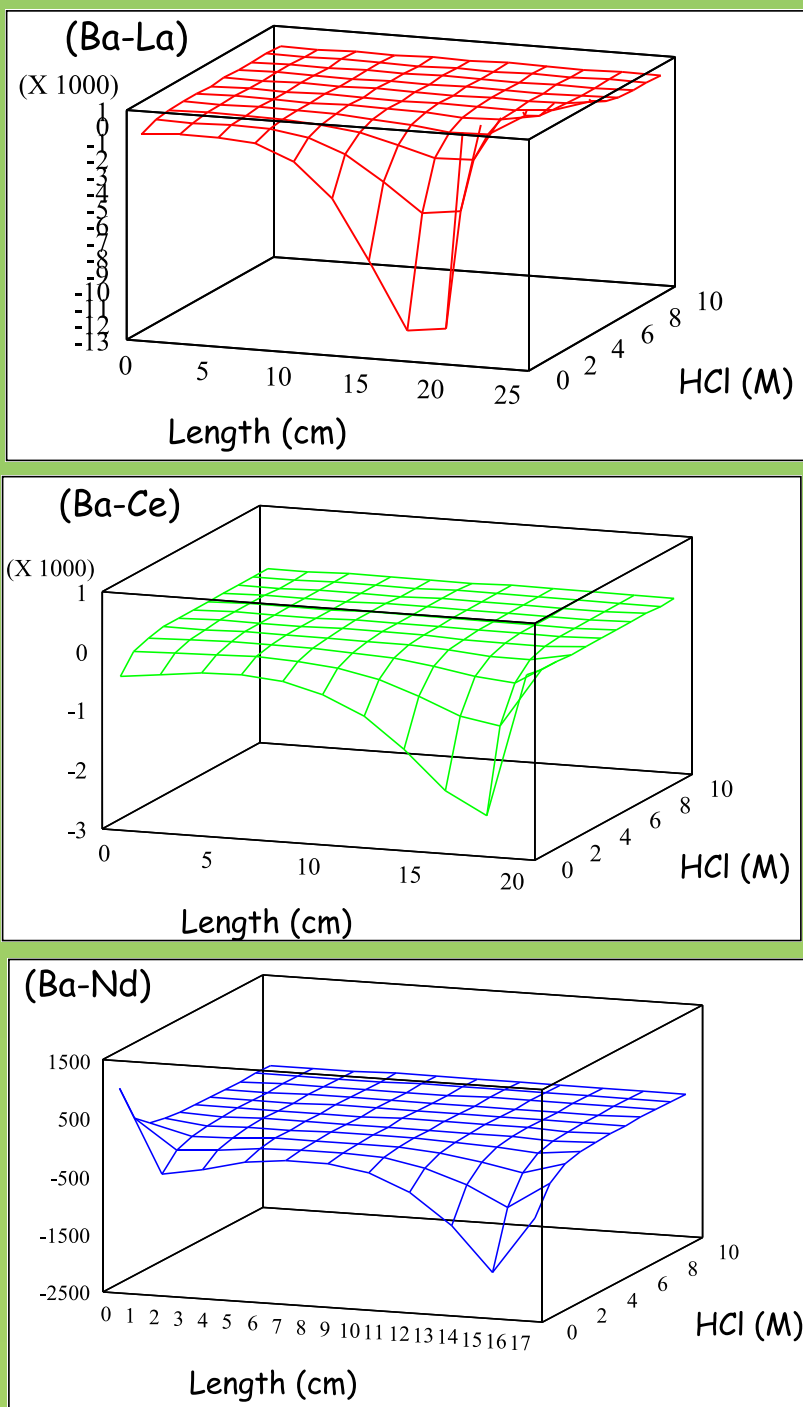 (Ba-La)
(X 1000)
1
0
-1
-2
-3
-4
-5
-6
-7
-8
-9
-10
-11
-12
-13
0 5 10 15 20 25
0 2 4 6 8 10
HCl (M)
Length (cm)
(Ba-Ce)
(X 1000)
1
0
-1
-2
-3
0 5 10 15 20
0 2 4 6 8 10
HCl (M)
Length (cm)
(Ba-Nd)
1500
500
-500
-1500
-2500
0 1 2 3 4 5 6 7 8 9 10 11 12 13 14 15 16 17
0 2 4 6 8 10
HCl (M)
Length (cm)